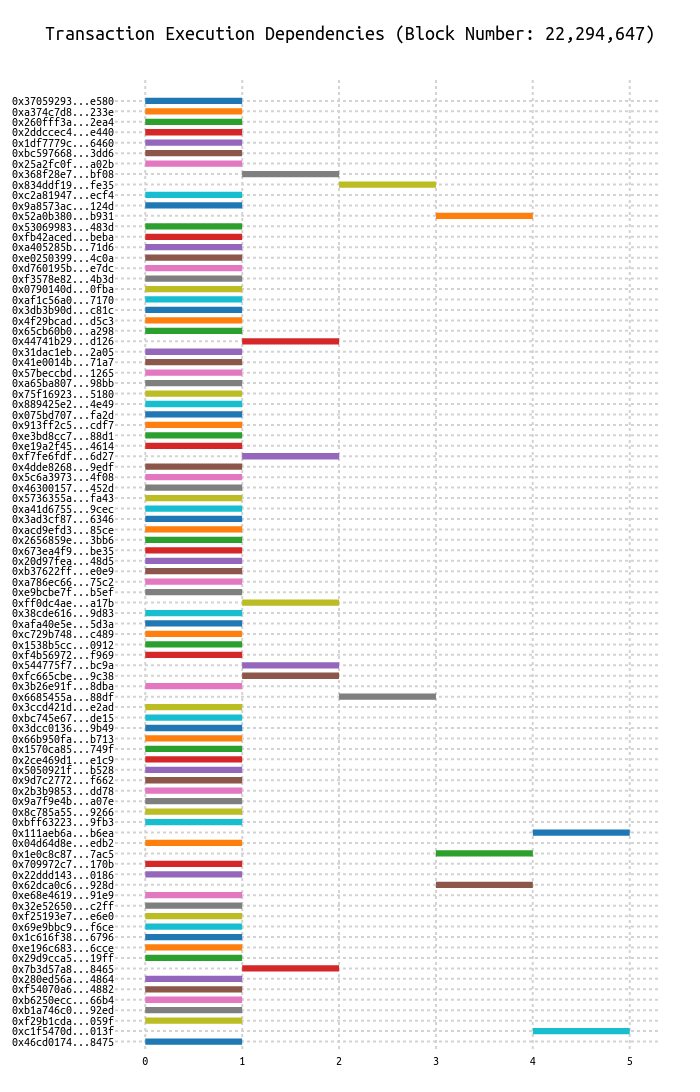 Transaction Execution Dependencies (Block Number: 22,294,647)
0x37059293...e580
0xa374c7d8...233e
0x260fff3a...2ea4
0x2ddccec4...e440
0x1df7779c...6460
0xbc597668...3dd6
0x25a2fc0f...a02b
0x368f28e7...bf08
0x834ddf19...fe35
0xc2a81947...ecf4
0x9a8573ac...124d
0x52a0b380...b931
0x53069983...483d
0xfb42aced...beba
0xa405285b...71d6
0xe0250399...4c0a
0xd760195b...e7dc
0xf3578e82...4b3d
0x0790140d...0fba
0xaf1c56a0...7170
0x3db3b90d...c81c
0x4f29bcad...d5c3
0x65cb60b0...a298
0x44741b29...d126
0x31dac1eb...2a05
0x41e0014b...71a7
0x57beccbd...1265
0xa65ba807...98bb
0x75f16923...5180
0x889425e2...4e49
0x075bd707...fa2d
0x913ff2c5...cdf7
0xe3bd8cc7...88d1
0xe19a2f45...4614
0xf7fe6fdf...6d27
0x4dde8268...9edf
0x5c6a3973...4f08
0x46300157...452d
0x5736355a...fa43
0xa41d6755...9cec
0x3ad3cf87...6346
0xacd9efd3...85ce
0x2656859e...3bb6
0x673ea4f9...be35
0x20d97fea...48d5
0xb37622ff...e0e9
0xa786ec66...75c2
0xe9bcbe7f...b5ef
0xff0dc4ae...a17b
0x38cde616...9d83
0xafa40e5e...5d3a
0xc729b748...c489
0x1538b5cc...0912
0xf4b56972...f969
0x544775f7...bc9a
0xfc665cbe...9c38
0x3b26e91f...8dba
0x6685455a...88df
0x3ccd421d...e2ad
0xbc745e67...de15
0x3dcc0136...9b49
0x66b950fa...b713
0x1570ca85...749f
0x2ce469d1...e1c9
0x5050921f...b528
0x9d7c2772...f662
0x2b3b9853...dd78
0x9a7f9e4b...a07e
0x8c785a55...9266
0xbff63223...9fb3
0x111aeb6a...b6ea
0x04d64d8e...edb2
0x1e0c8c87...7ac5
0x709972c7...170b
0x22ddd143...0186
0x62dca0c6...928d
0xe68e4619...91e9
0x32e52650...c2ff
0xf25193e7...e6e0
0x69e9bbc9...f6ce
0x1c616f38...6796
0xe196c683...6cce
0x29d9cca5...19ff
0x7b3d57a8...8465
0x280ed56a...4864
0xf54070a6...4882
0xb6250ecc...66b4
0xb1a746c0...92ed
0xf29b1cda...059f
0xc1f5470d...013f
0x46cd0174...8475
0 1 2 3 4 5